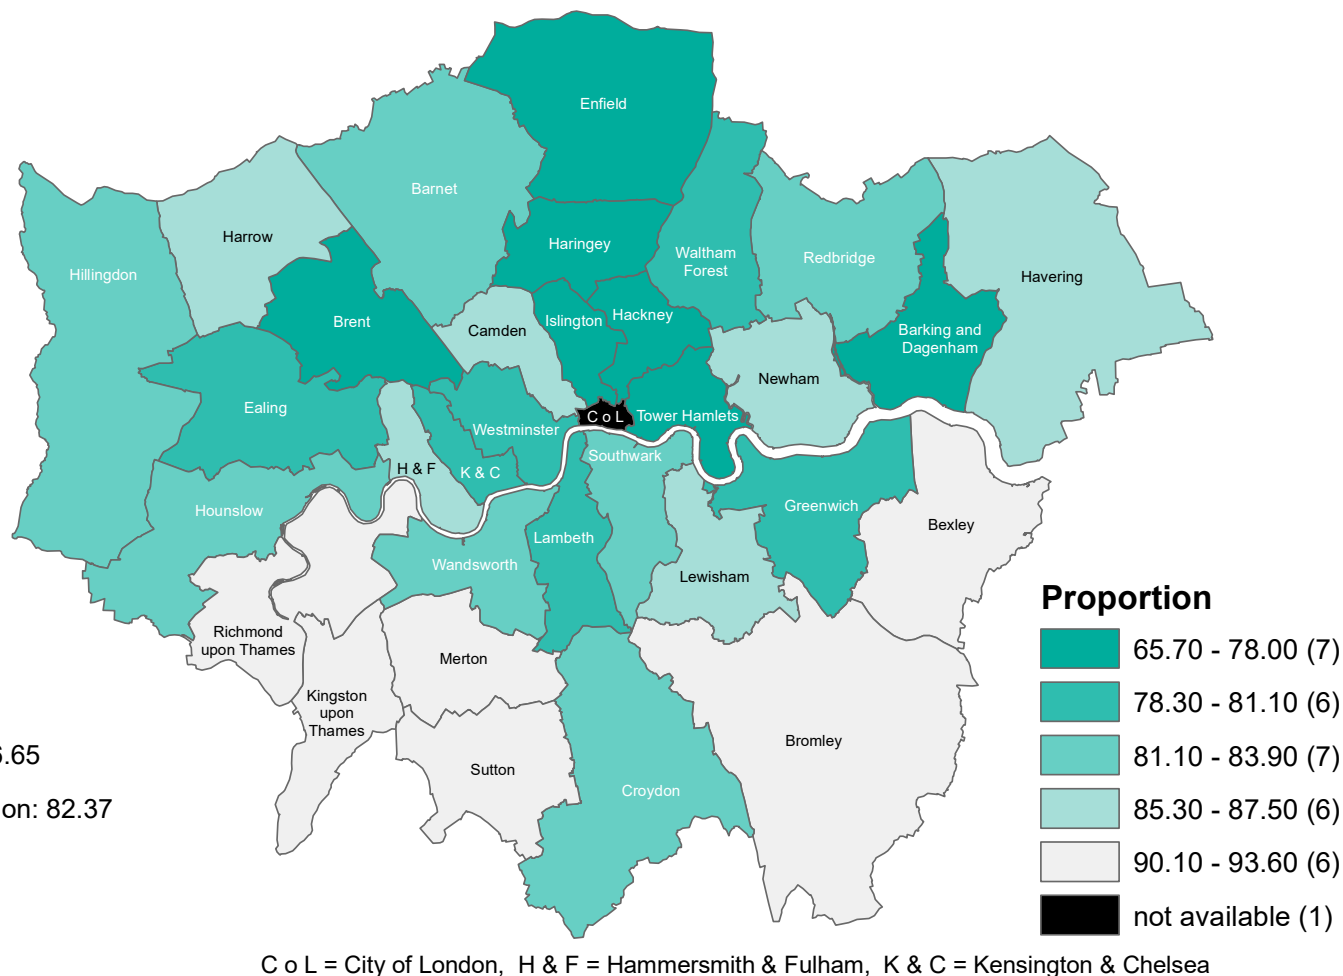 Enfield
Barnet
Harrow
Haringey
Waltham
Forest
Redbridge
Hillingdon
Havering
Brent
Islington
Hackney
Camden
Barking and
Dagenham
Newham
Ealing
C o L
Tower Hamlets
Westminster
Southwark
H & F
K & C
Hounslow
Greenwich
Bexley
Lambeth
Wandsworth
Lewisham
Richmond
upon Thames
Merton
Kingston
upon
Thames
Bromley
Sutton
Croydon
.65
on: 82.37
Proportion
65.70 - 78.00 (7)
78.30 - 81.10 (6)
81.10 - 83.90 (7)
85.30 - 87.50 (6)
90.10 - 93.60 (6)
not available (1)
C o L = City of London, H & F = Hammersmith & Fulham, K & C = Kensington & Chelsea